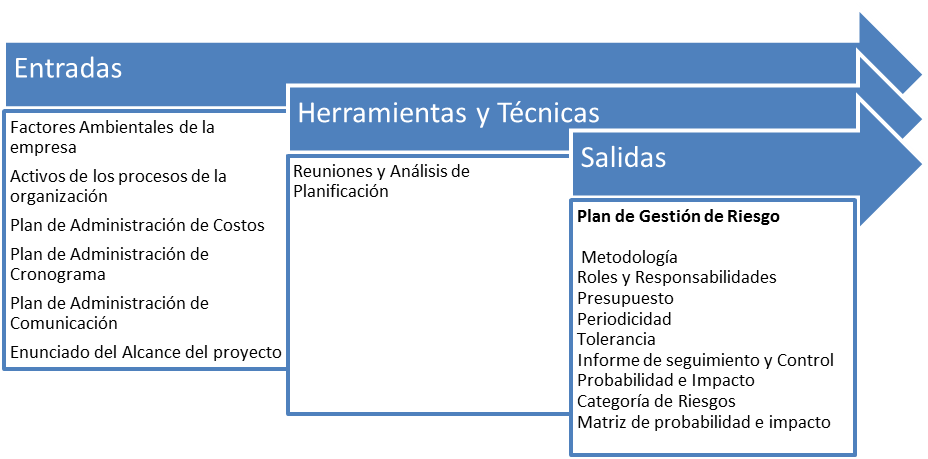 Entradas
Factores Ambientales de la
empresa
Activos de los procesos de la
organización
Plan de Administración de Costos
Plan de Administración de
Cronograma
Plan de Administración de
Comunicación
Enunciado del Alcance del proyecto
Herramientas y Técnicas
Reuniones y Análisis de
Planificación
Salidas
Plan de Gestión de Riesgo
Metodología
Roles y Responsabilidades
Presupuesto
Periodicidad
Tolerancia
Informe de seguimiento y Control
Probabilidad e Impacto
Categoría de Riesgos
Matriz de probabilidad e impacto